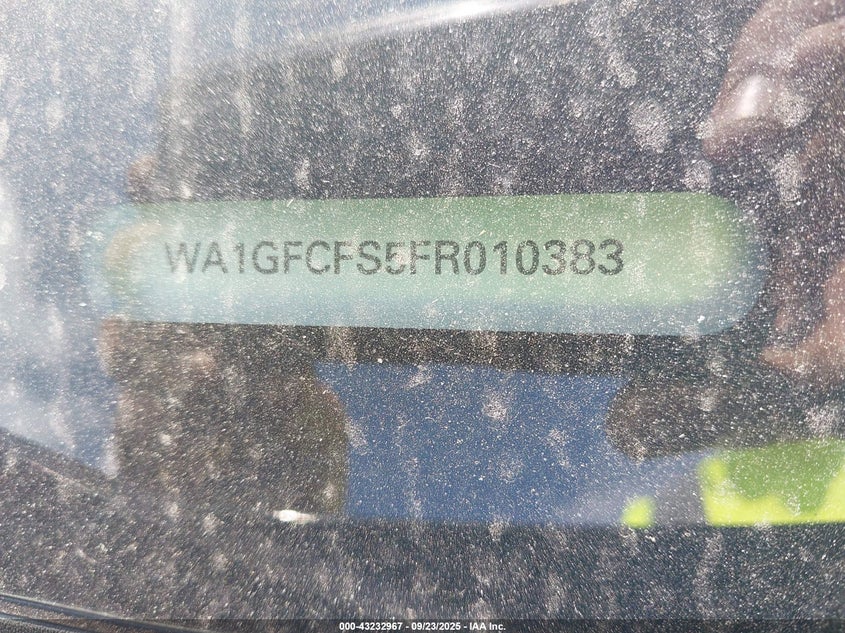 WA1GFCFS5FR010383
000-43232967 - 09/23/2025 - IAA Inc.